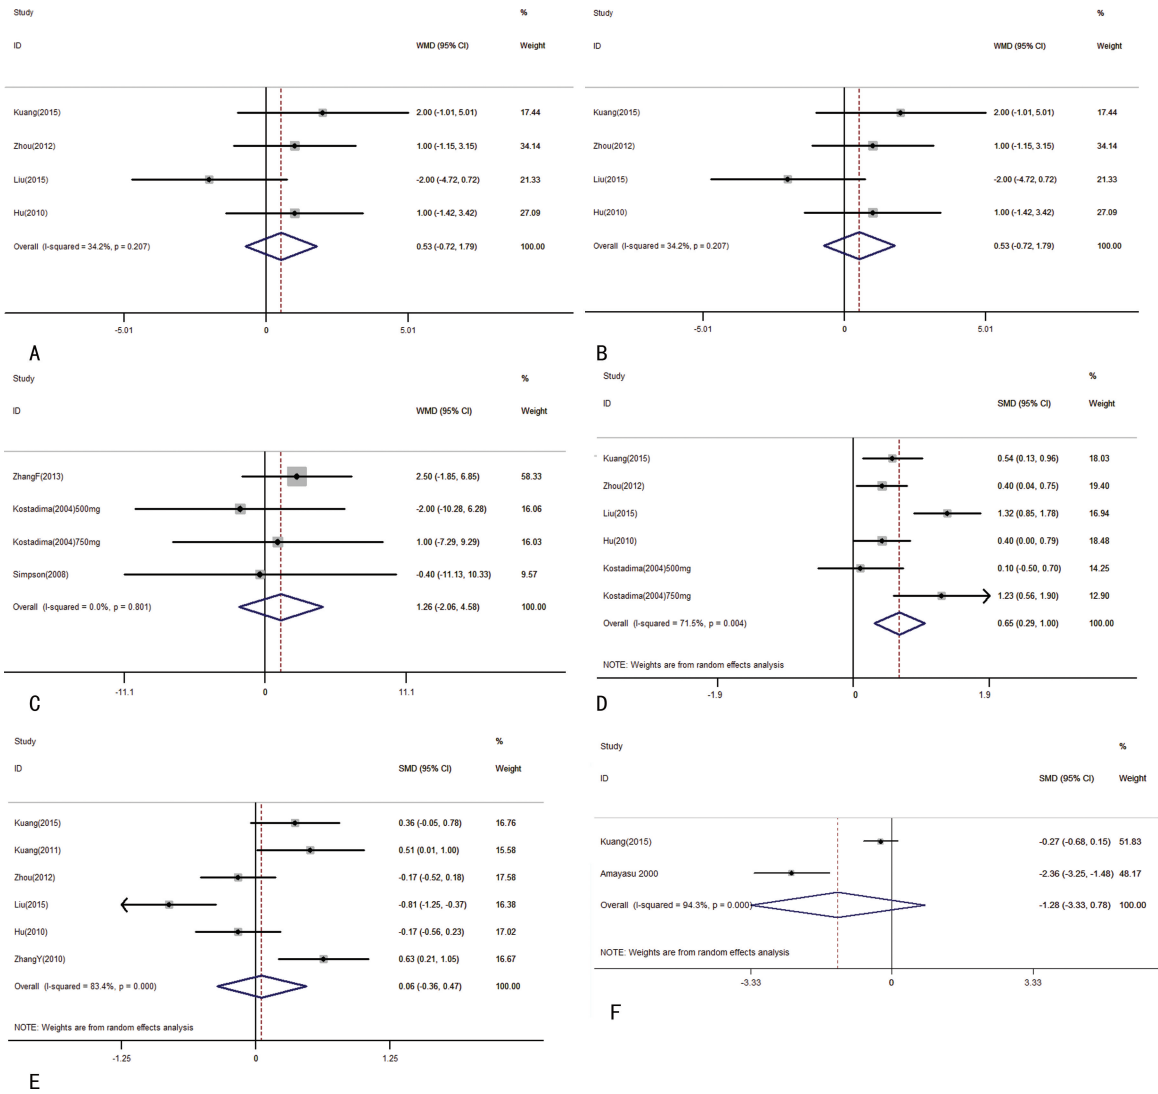 Study %
ID WMD (95% CI) Weight
Kuang(2015) 2.00 (-1.01, 5.01) 17.44
Zhou(2012) 1.00 (-1.15, 3.15) 34.14
Liu(2015) -2.00 (-4.72, 0.72) 21.33
Hu(2010) 1.00 (-1.42, 3.42) 27.09
Overall (I-squared = 34.2%, p = 0.207) 0.53 (-0.72, 1.79) 100.00
-5.01 0 5.01
A
Study %
ID WMD (95% CI) Weight
Kuang(2015) 2.00 (-1.01, 5.01) 17.44
Zhou(2012) 1.00 (-1.15, 3.15) 34.14
Liu(2015) -2.00 (-4.72, 0.72) 21.33
Hu(2010) 1.00 (-1.42, 3.42) 27.09
Overall (I-squared = 34.2%, p = 0.207) 0.53 (-0.72, 1.79) 100.00
-5.01 0 5.01
B
Study %
ID WMD (95% CI) Weight
ZhangF(2013) 2.50 (-1.85, 6.85) 58.33
Kostadima(2004)500mg -2.00 (-10.28, 6.28) 16.06
Kostadima(2004)750mg 1.00 (-7.29, 9.29) 16.03
Simpson(2008) -0.40 (-11.13, 10.33) 9.57
Overall (I-squared = 0.0%, p = 0.801) 1.26 (-2.06, 4.58) 100.00
-11.1 0 11.1
C
Study %
ID SMD (95% CI) Weight
Kuang(2015) 0.54 (0.13, 0.96) 18.03
Zhou(2012) 0.40 (0.04, 0.75) 19.40
Liu(2015) 1.32 (0.85, 1.78) 16.94
Hu(2010) 0.40 (0.00, 0.79) 18.48
Kostadima(2004)500mg 0.10 (-0.50, 0.70) 14.25
Kostadima(2004)750mg 1.23 (0.56, 1.90) 12.90
Overall (I-squared = 71.5%, p = 0.004) 0.65 (0.29, 1.00) 100.00
NOTE: Weights are from random effects analysis
-1.9 0 1.9
D
Study %
ID SMD (95% CI) Weight
Kuang(2015) 0.36 (-0.05, 0.78) 16.76
Kuang(2011) 0.51 (0.01, 1.00) 15.58
Zhou(2012) -0.17 (-0.52, 0.18) 17.58
Liu(2015) -0.81 (-1.25, -0.37) 16.38
Hu(2010) -0.17 (-0.56, 0.23) 17.02
ZhangY(2010) 0.63 (0.21, 1.05) 16.67
Overall (I-squared = 83.4%, p = 0.000) 0.06 (-0.36, 0.47) 100.00
NOTE: Weights are from random effects analysis
-1.25 0 1.25
E
Study %
ID SMD (95% CI) Weight
Kuang(2015) -0.27 (-0.68, 0.15) 51.83
Amayasu 2000 -2.36 (-3.25, -1.48) 48.17
Overall (I-squared = 94.3%, p = 0.000) -1.28 (-3.33, 0.78) 100.00
NOTE: Weights are from random effects analysis
-3.33 0 3.33
F